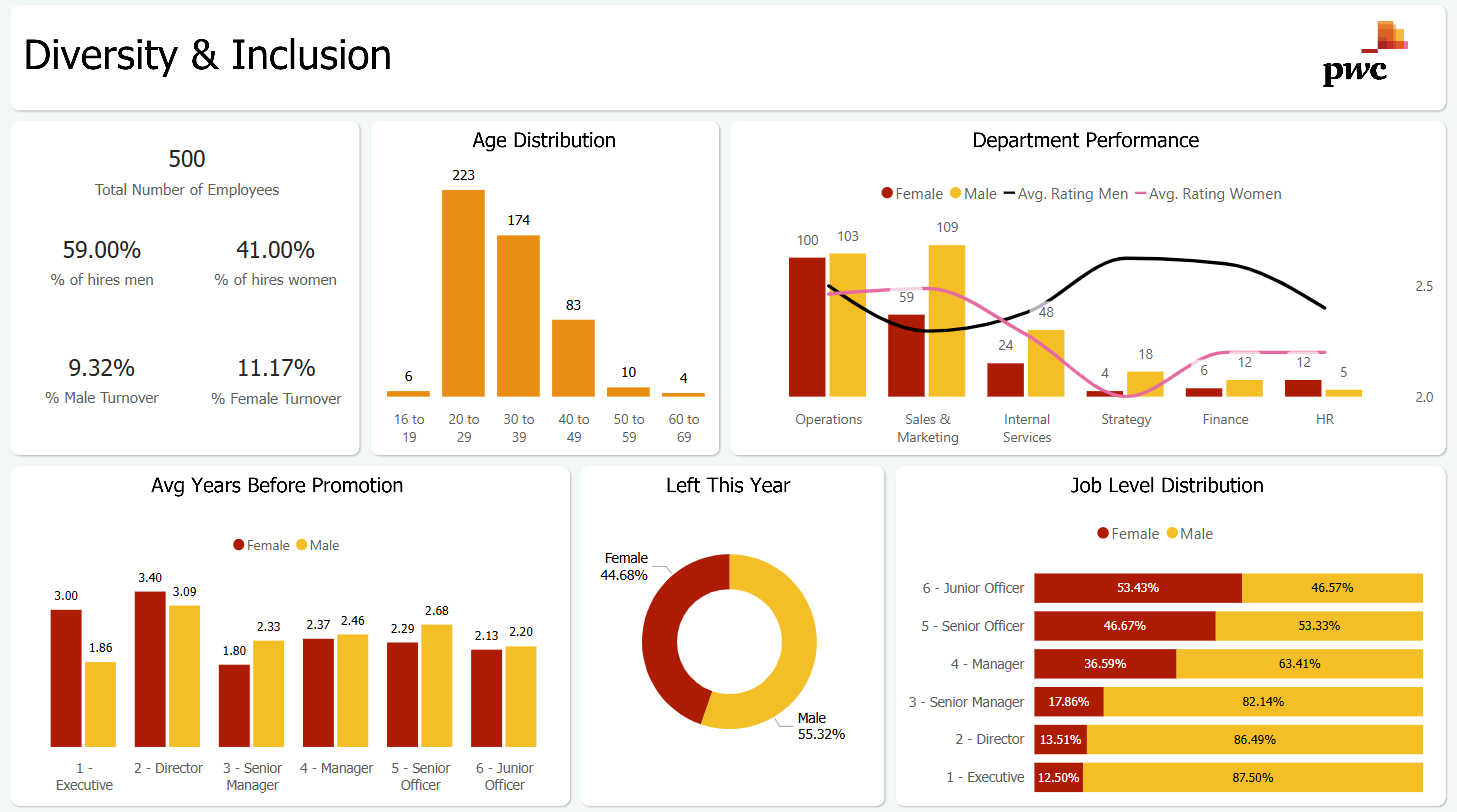 Diversity & Inclusion
pwc
500
Total Number of Employees
59.00%
% of hires men
41.00%
% of hires women
9.32%
% Male Turnover
11.17%
% Female Turnover
Age Distribution
223
174
83
10
6
4
16 to
19
20 to
29
30 to
39
40 to
49
50 to
59
60 to
69
Department Performance
Female Male Avg. Rating Men Avg. Rating Women
100 103
59 109
24 48
4 18
6 12
12 5
2.5
2.0
Operations
Sales &
Marketing
Internal
Services
Strategy
Finance
HR
Avg Years Before Promotion
Female Male
3.00 1.86
3.40 3.09
1.80 2.33
2.37 2.46
2.29 2.68
2.13 2.20
1 -
Executive
2 - Director
3 - Senior
Manager
4 - Manager
5 - Senior
Officer
6 - Junior
Officer
Left This Year
Female
44.68%
Male
55.32%
Job Level Distribution
Female Male
6 - Junior Officer 53.43% 46.57%
5 - Senior Officer 46.67% 53.33%
4 - Manager 36.59% 63.41%
3 - Senior Manager 17.86% 82.14%
2 - Director 13.51% 86.49%
1 - Executive 12.50% 87.50%